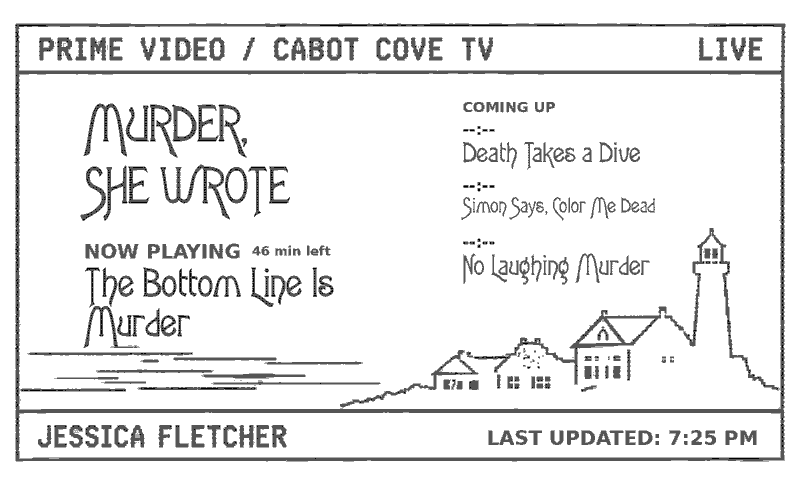 PRIME VIDEO / CABOT COVE TV
LIVE
MURDER,
SHE WROTE
NOW PLAYING 46 min left
The Bottom Line Is
Murder
COMING UP
--:--
Death Takes a Dive
--:--
Simon Says, Color Me Dead
--:--
No Laughing Murder
JESSICA FLETCHER
LAST UPDATED: 7:25 PM